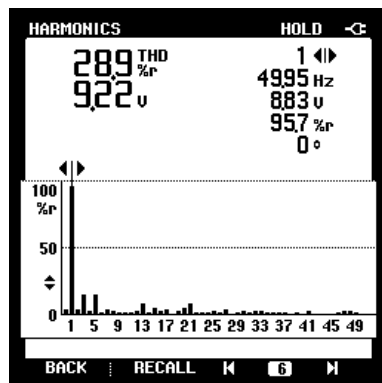 HARMONICS HOLD
28,9 THD %r
9,22 V
1
49,95 Hz
8,83 V
95,7 %r
0 °
100
%r
50
0
1 5 9 13 17 21 25 29 33 37 41 45 49
BACK RECALL 6